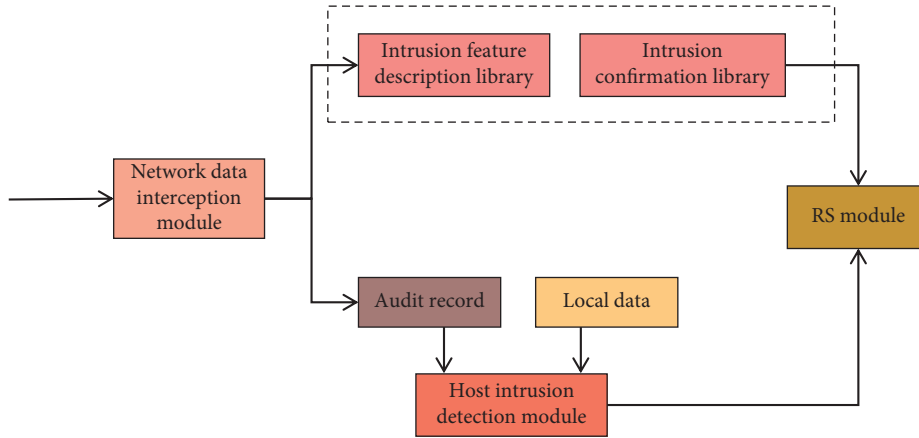 Intrusion feature
description library
Intrusion
confirmation library
Network data
interception
module
RS module
Audit record
Local data
Host intrusion
detection module